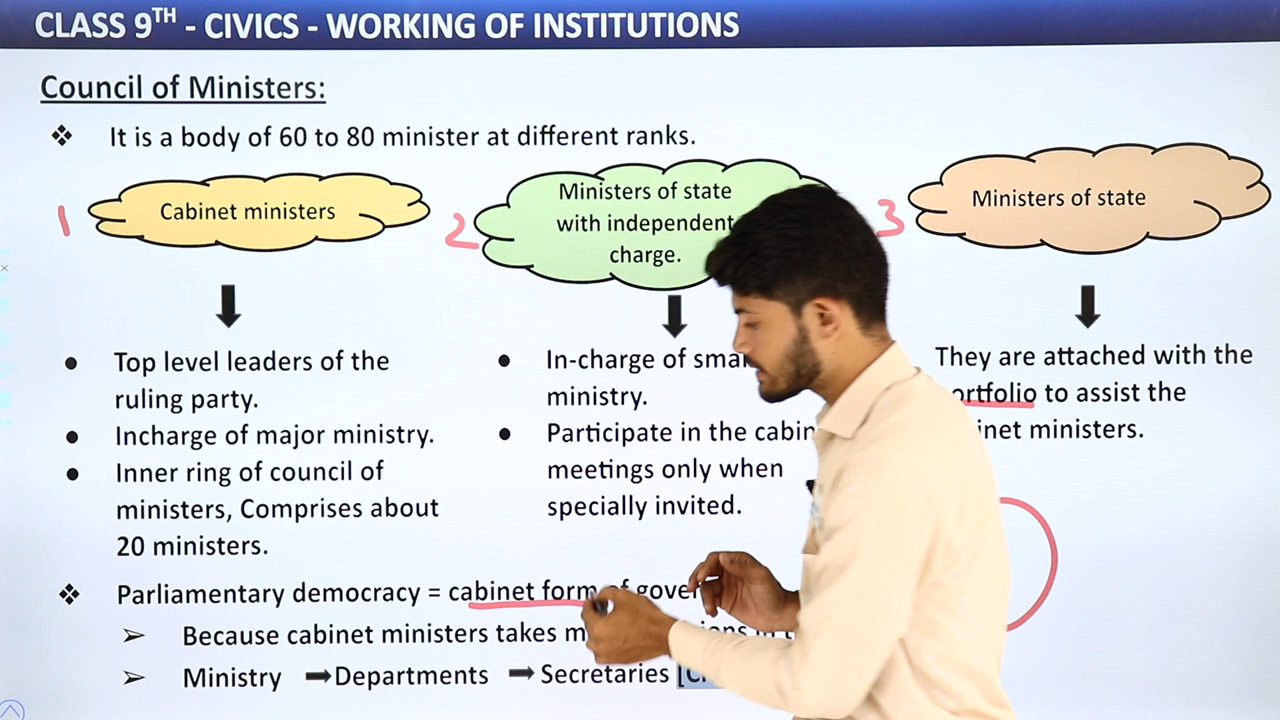 CLASS 9TH - CIVICS - WORKING OF INSTITUTIONS
Council of Ministers:
❖ It is a body of 60 to 80 minister at different ranks.
1
Cabinet ministers
2
Ministers of state
with independent
charge.
3
Ministers of state
● Top level leaders of the
ruling party.
● Incharge of major ministry.
● Inner ring of council of
ministers, Comprises about
20 ministers.
● In-charge of
ministry.
● Participate in the
meetings only when
specially invited.
They are attached with the
to assist the
ministers.
❖ Parliamentary democracy = cabinet form of
➢ Because cabinet ministers takes
➢ Ministry ➡Departments ➡ Secretaries